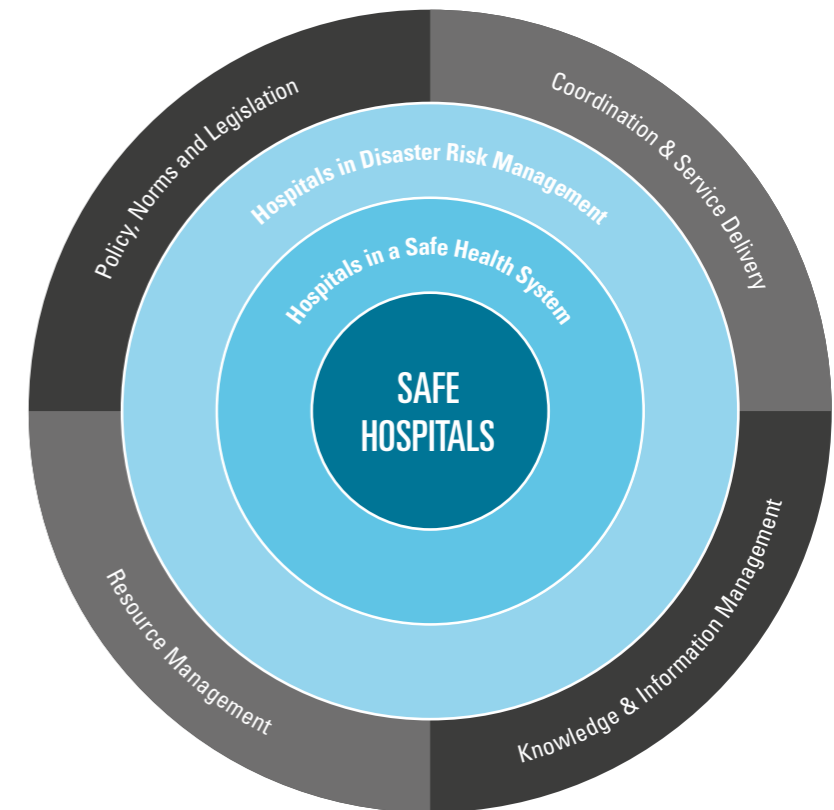 Policy, Norms and Legislation
Coordination & Service Delivery
Hospitals in Disaster Risk Management
Hospitals in a Safe Health System
SAFE
HOSPITALS
Resource Management
Knowledge & Information Management